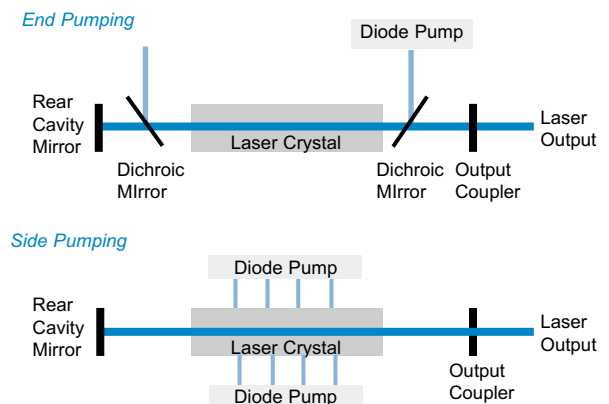 End Pumping
Diode Pump
Rear
Cavity
Mirror
Laser Crystal
Laser
Output
Dichroic
MIrror
Dichroic
MIrror
Output
Coupler
Side Pumping
Diode Pump
Rear
Cavity
Mirror
Laser Crystal
Laser
Output
Output
Coupler
Diode Pump